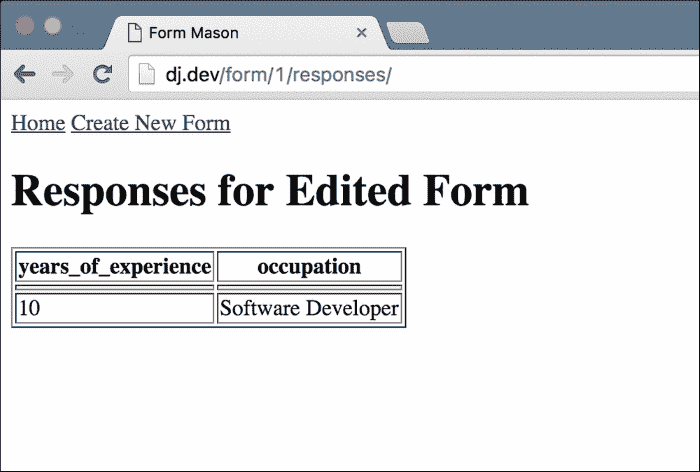 Form Mason
dj.dev/form/1/responses/
Home Create New Form
Responses for Edited Form
years_of_experience occupation
10 Software Developer